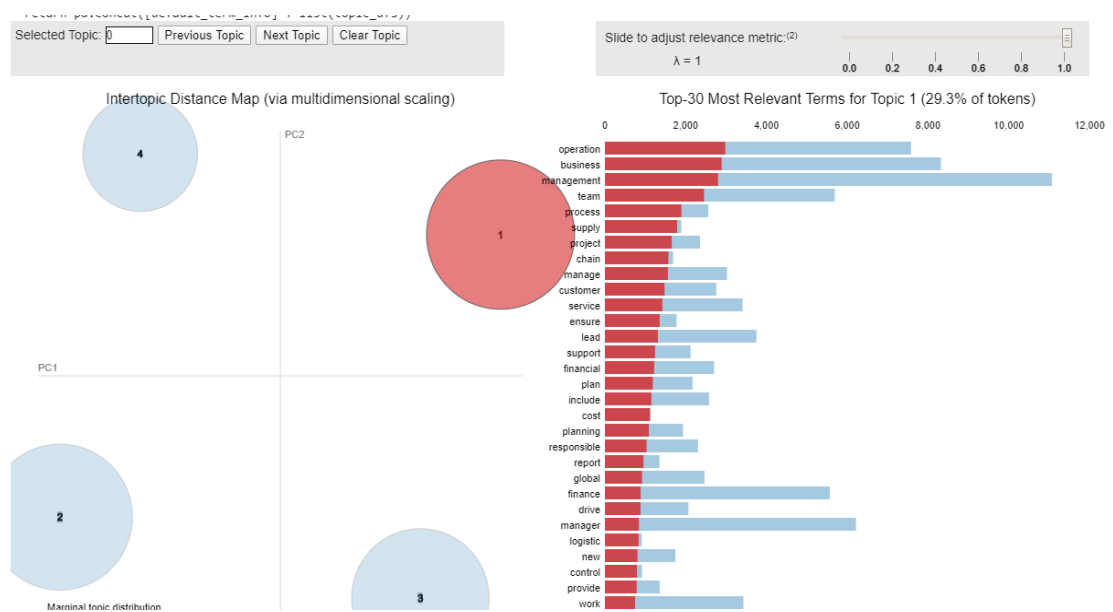 Selected Topic: 0 Previous Topic Next Topic Clear Topic
Slide to adjust relevance metric:(2)
λ = 1
0.0 0.2 0.4 0.6 0.8 1.0
Intertopic Distance Map (via multidimensional scaling)
PC2
PC1
4
1
2
3
Marginal topic distribution
Top-30 Most Relevant Terms for Topic 1 (29.3% of tokens)
0 2,000 4,000 6,000 8,000 10,000 12,000
operation
business
management
team
process
supply
project
chain
manage
customer
service
ensure
lead
support
financial
plan
include
cost
planning
responsible
report
global
finance
drive
manager
logistic
new
control
provide
work